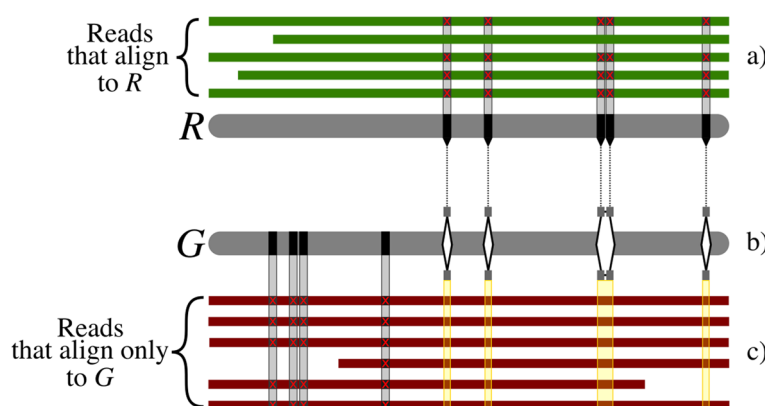 Reads
that align
to R
a)
R
G
b)
Reads
that align only
to G
c)